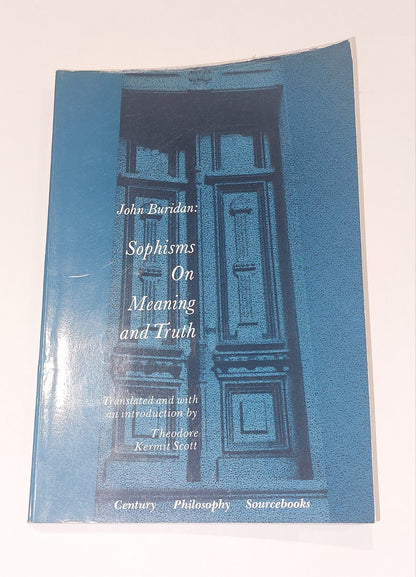 John Buridan:
Sophisms
On
Meaning
and Truth
Translated and with
an introduction by
Theodore
Kermit Scott
Century Philosophy Sourcebooks